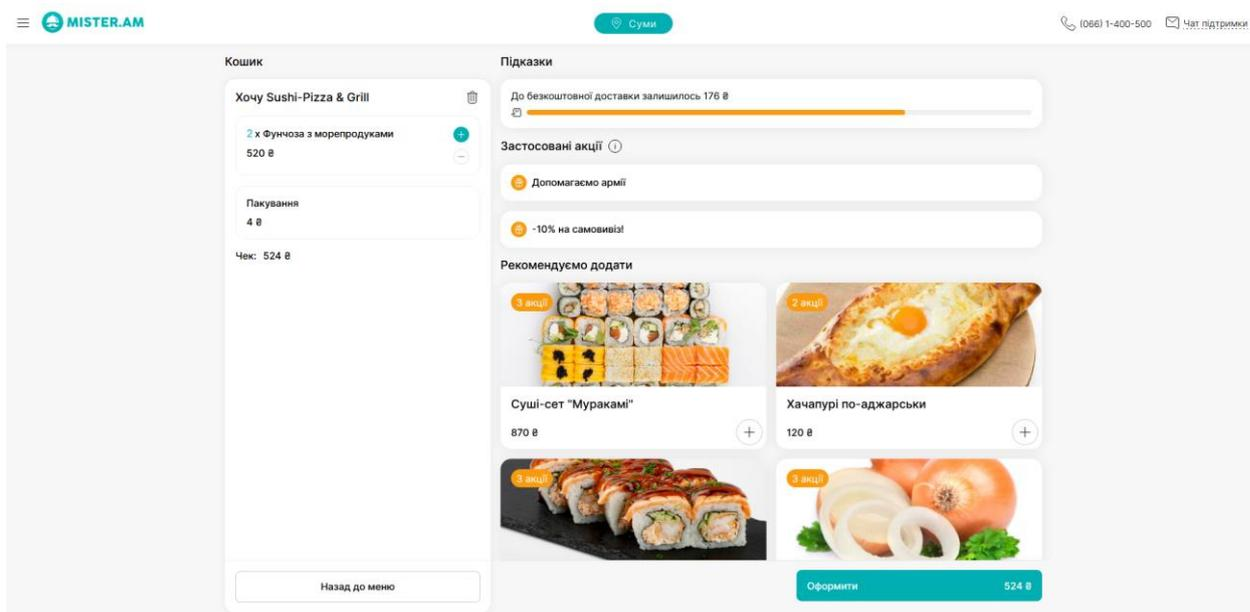 MISTER.AM
Суми
(066) 1-400-500
Чат підтримки
Кошик
Хочу Sushi-Pizza & Grill
2 x Фунчоза з морепродуками
520 ₴
Пакування
4 ₴
Чек: 524 ₴
Назад до меню
Підказки
До безкоштовної доставки залишилось 176 ₴
Застосовані акції
Допомагаємо армії
-10% на самовивіз!
Рекомендуємо додати
3 акції
Суші-сет "Муракамі"
870 ₴
2 акції
Хачапурі по-аджарськи
120 ₴
3 акції
3 акції
Оформити 524 ₴